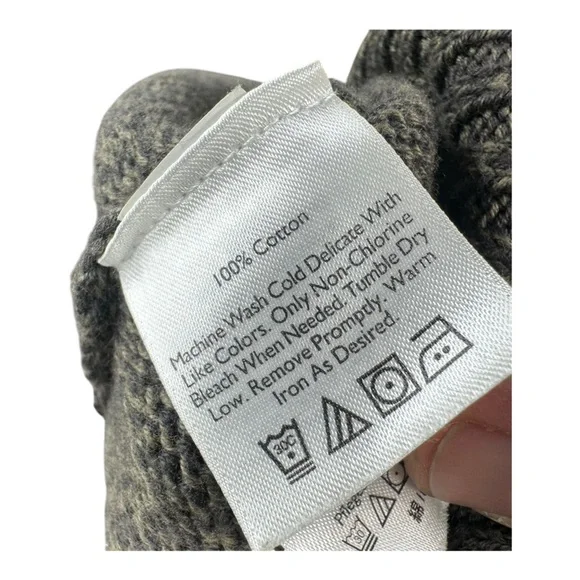 100% Cotton
Machine Wash Cold Delicate With
Like Colors. Only Non-Chlorine
Bleach When Needed. Tumble Dry
Low. Remove Promptly. Warm
Iron As Desired.
30C